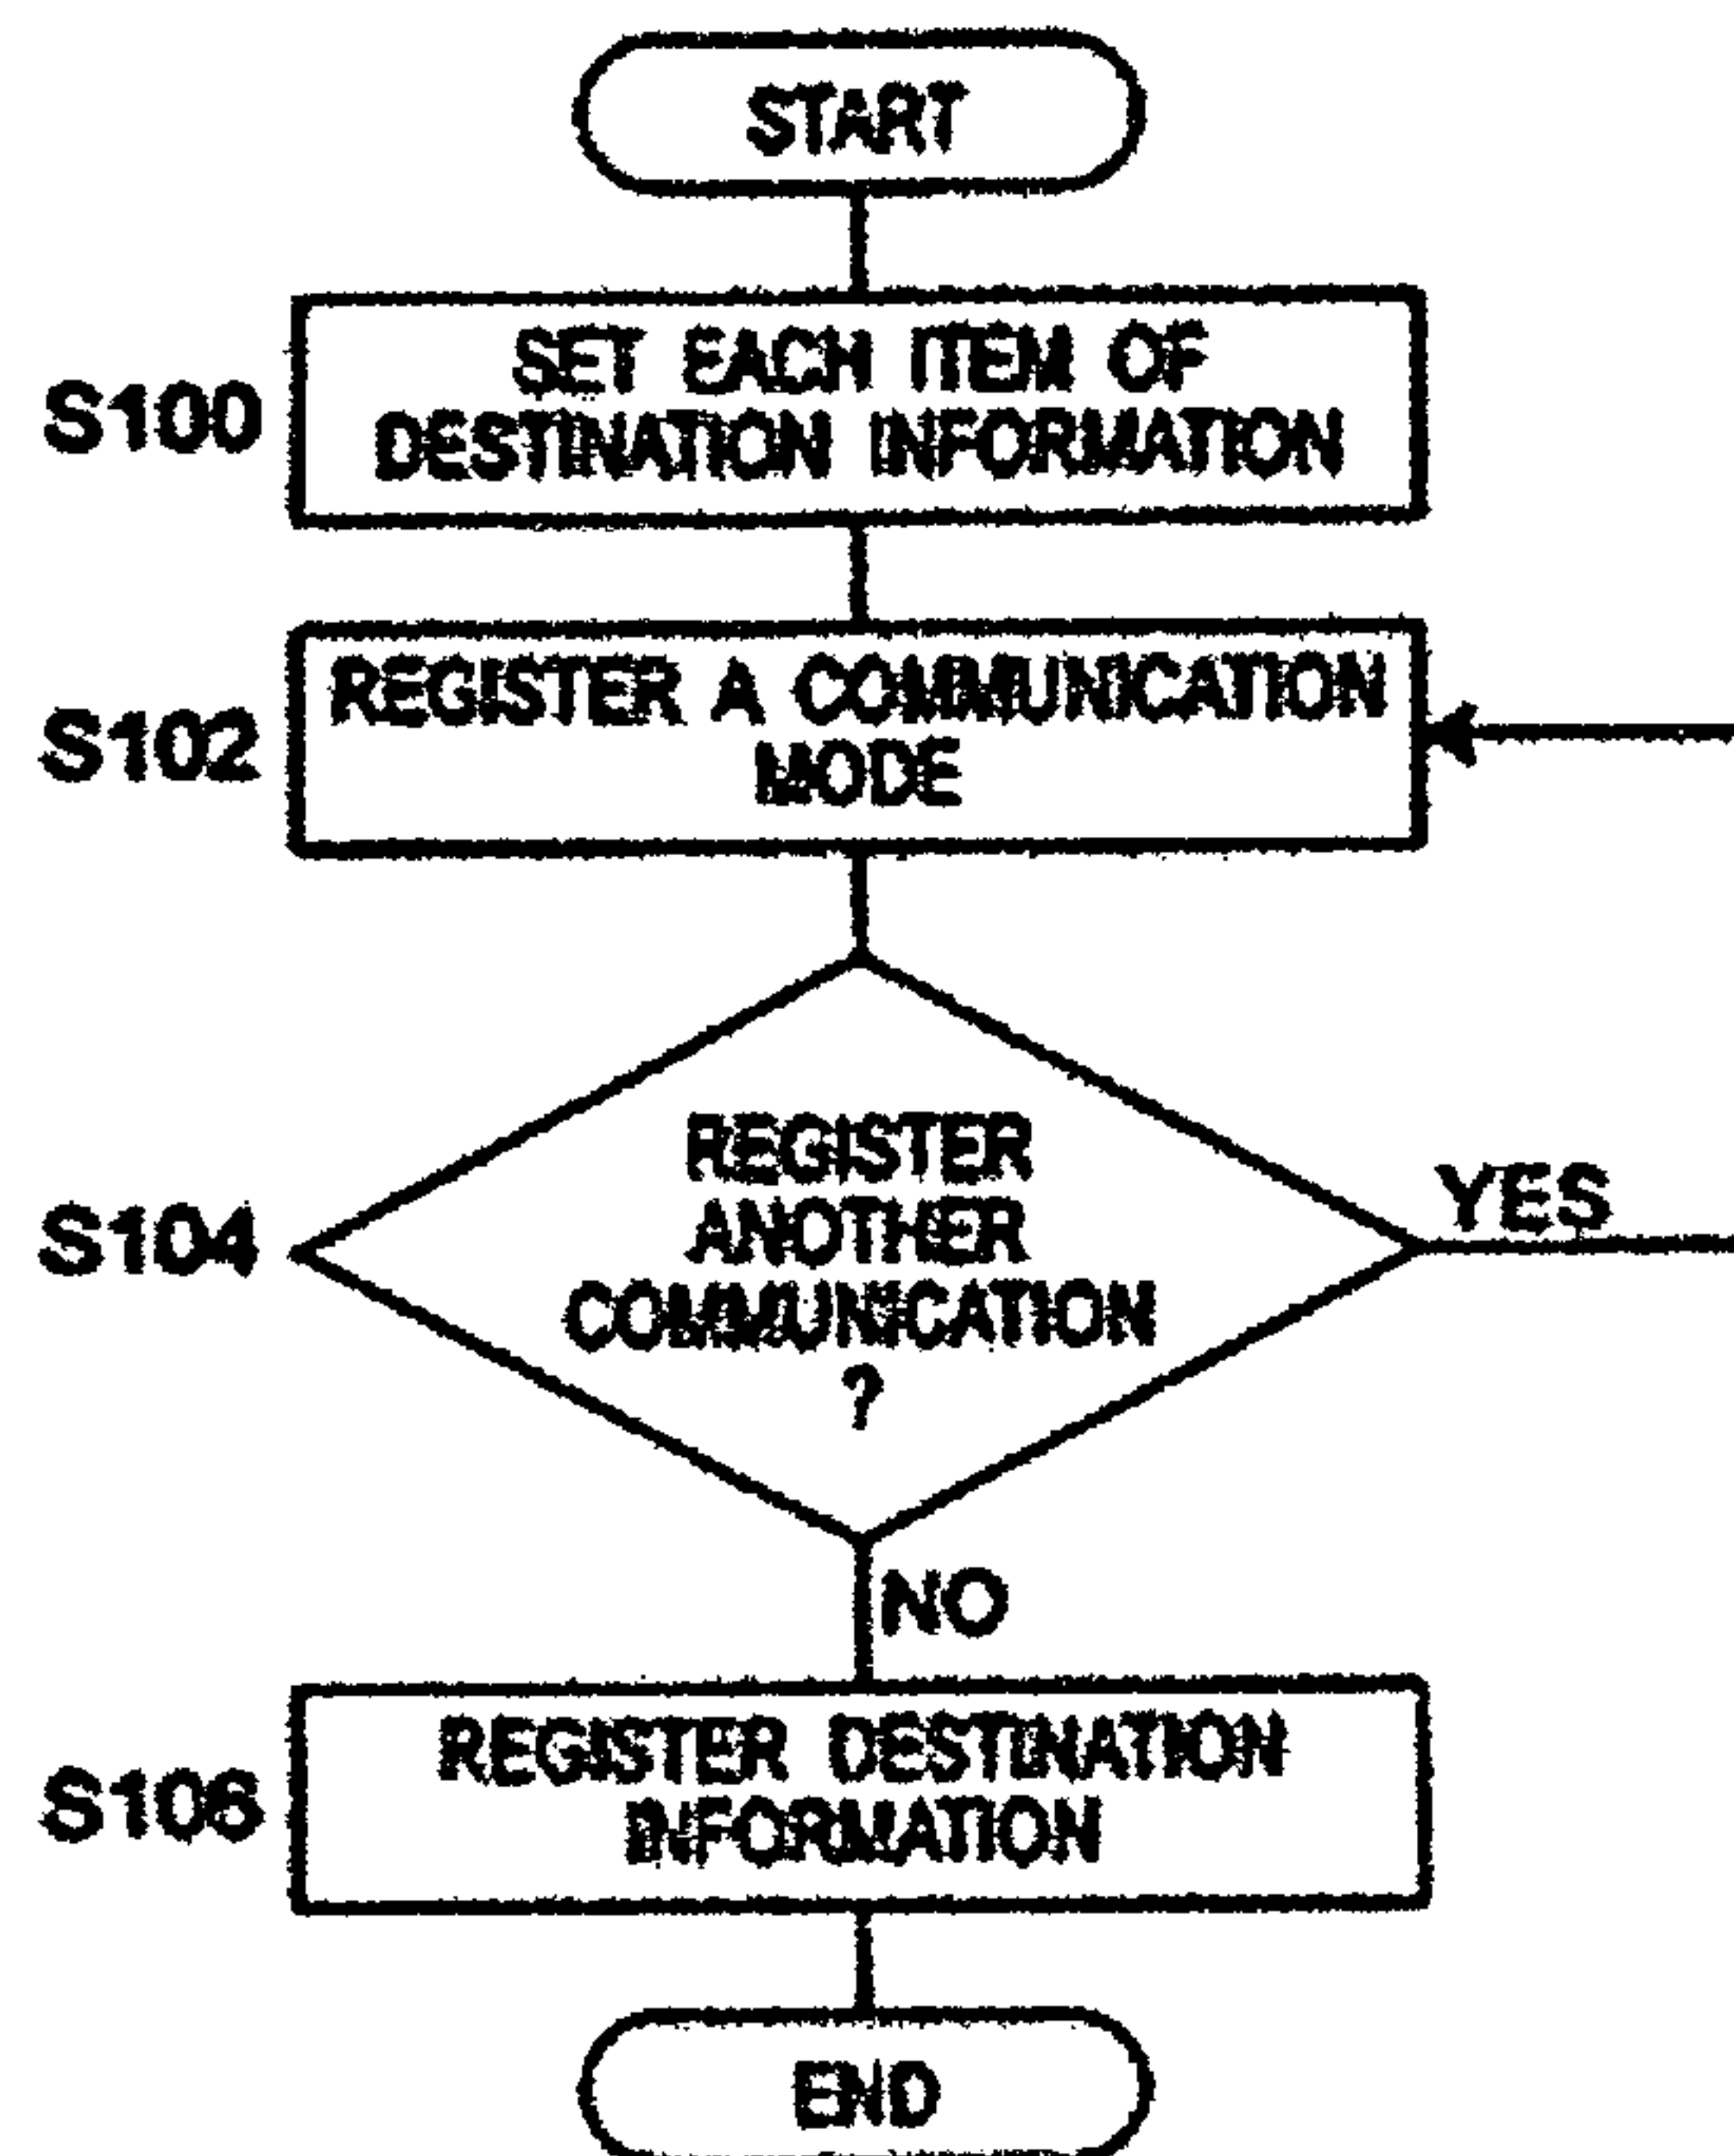 START
S100
SET EACH ITEM OF
DESTINATION INFORMATION
S102
REGISTER A COMMUNICATION
MODE
S104
REGISTER
ANOTHER
COMMUNICATION
?
YES
NO
S106
REGISTER DESTINATION
INFORMATION
END